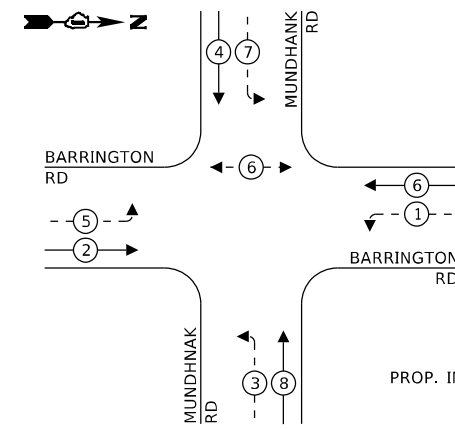 N
4 7
MUNDHANK
RD
BARRINGTON
RD
6
6
5
1
2
BARRINGTON
RD
MUNDHNAK
RD
3 8
PROP.